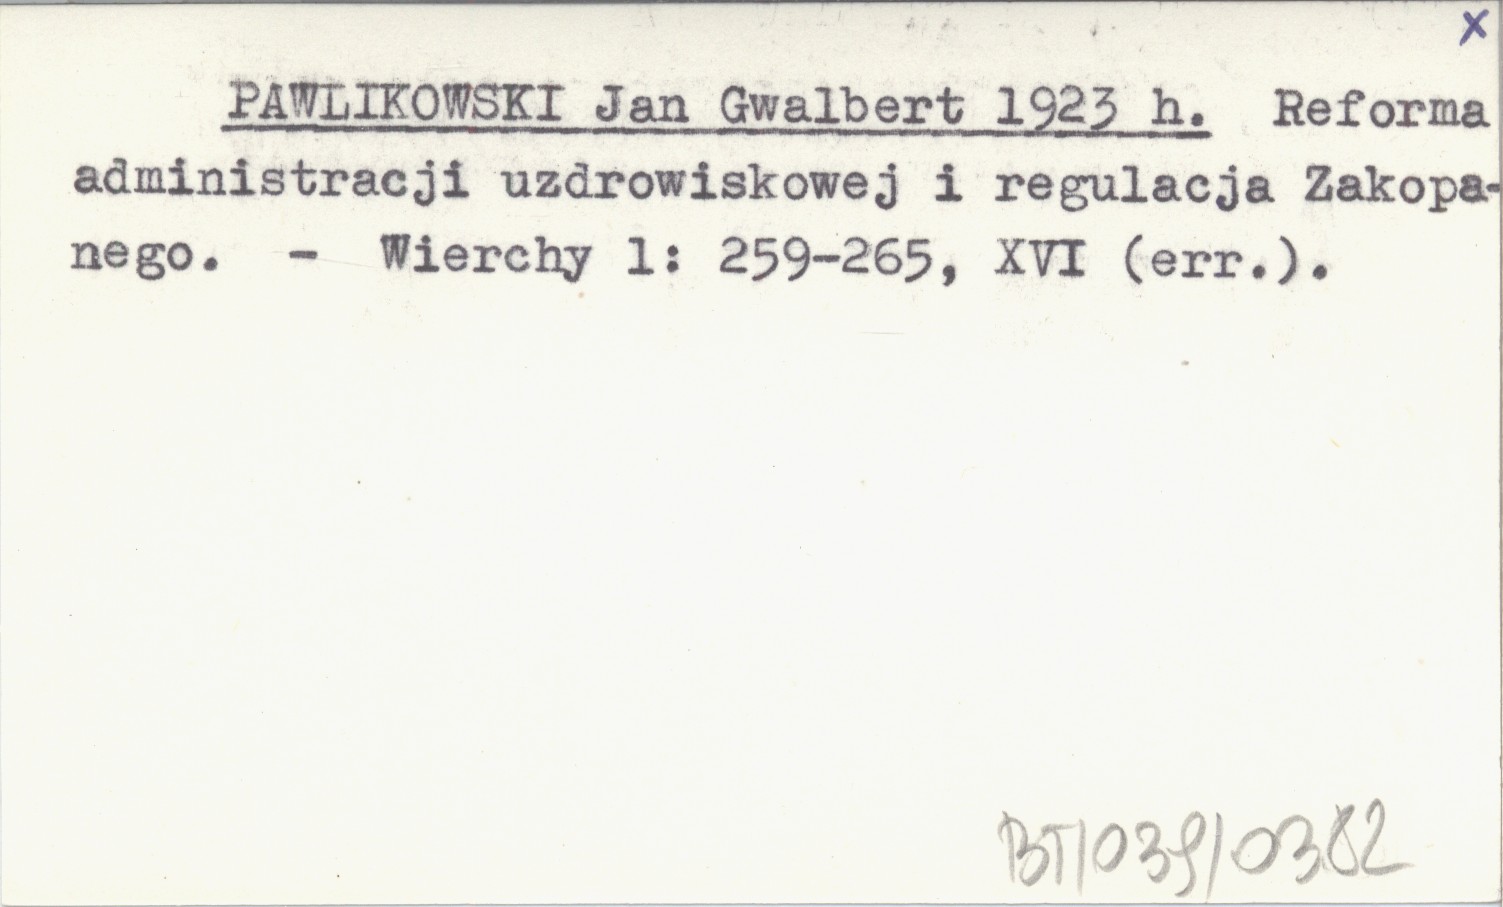 x
PAWLIKOWSKI Jan Gwalbert 1923 h. Reforma
administracji uzdrowiskowej i regulacja Zakopa-
nego. - Wierchy 1: 259-265, XVI (err.).
BT/039/0382